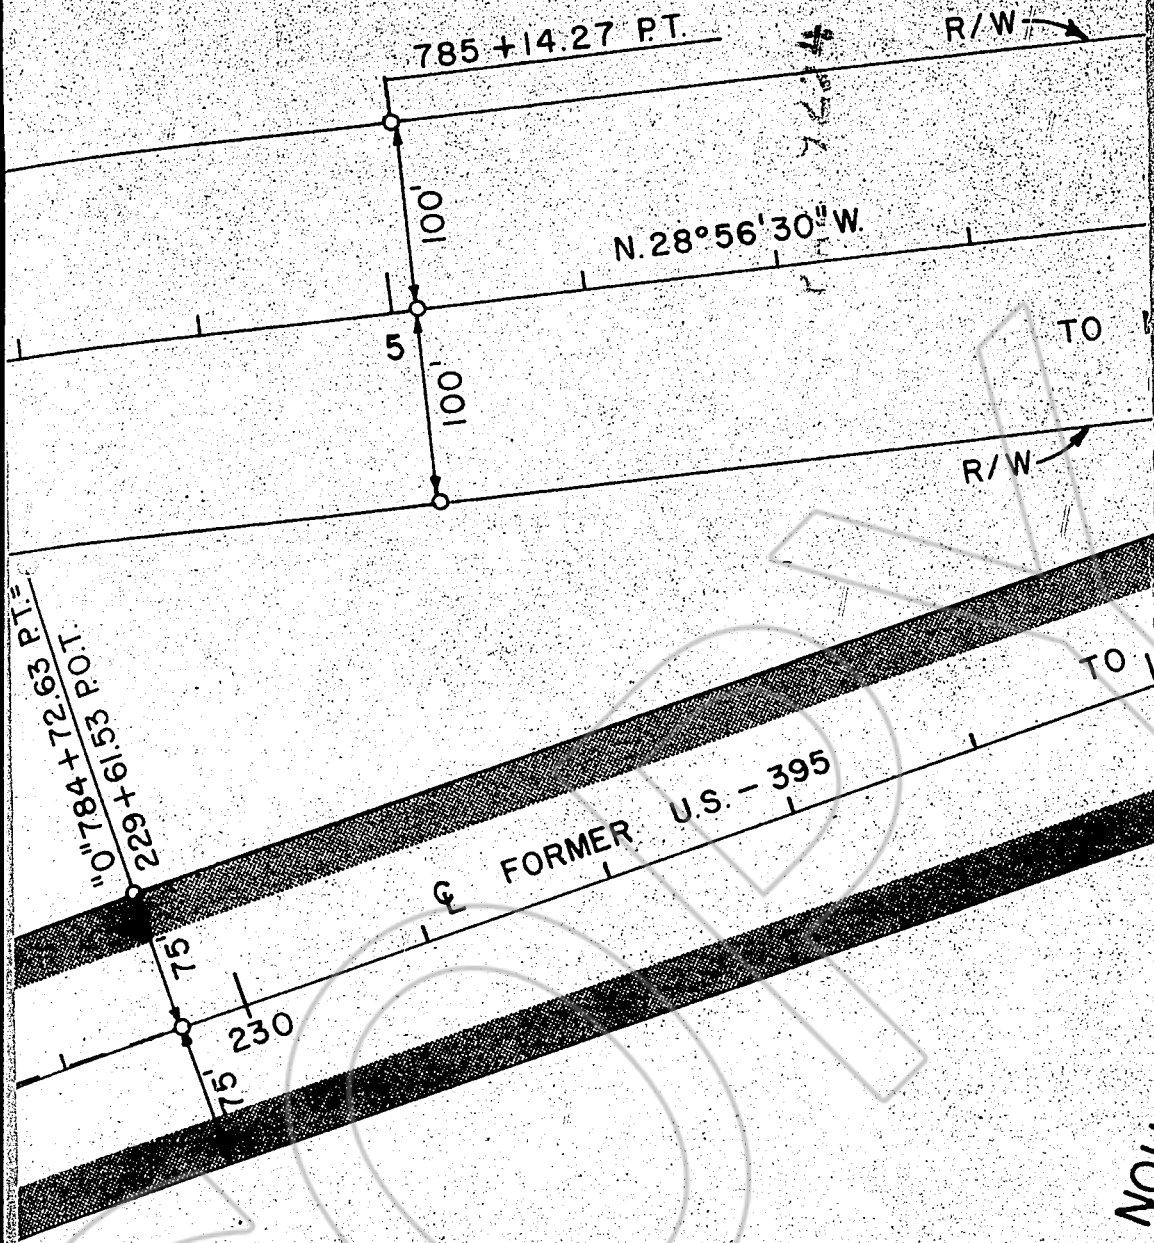 785 +14.27 P.T.
R/W
100'
N. 28°56'30" W.
5
100'
TO
R/W
"O" 784+72.63 P.T.=
229+61.53 P.O.T.
TO
℄ FORMER U.S. - 395
75'
230
75'
COPY